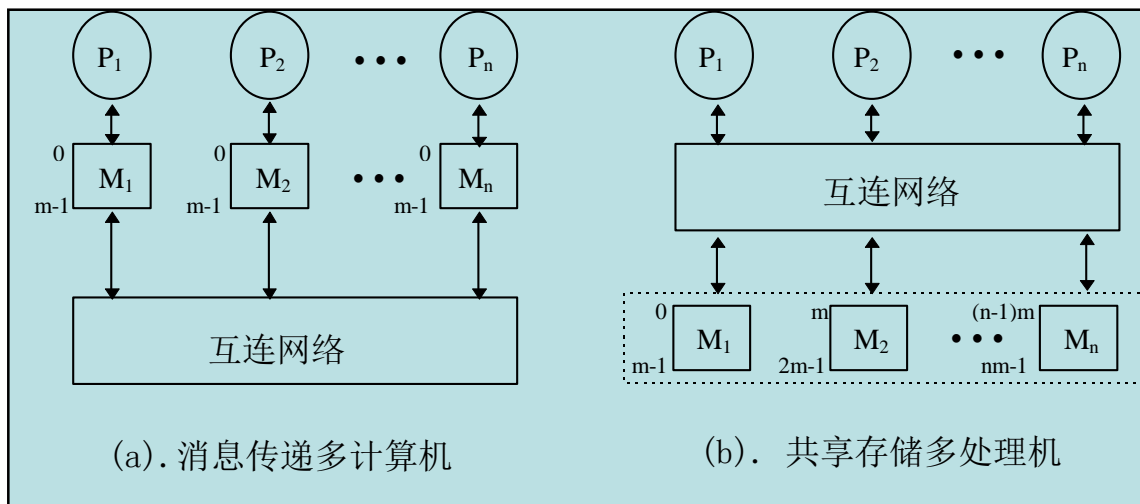 P₁ P₂ ••• Pₙ
0 M₁ m-1
0 M₂ m-1
•••
0 Mₙ m-1
互连网络
(a). 消息传递多计算机
P₁ P₂ ••• Pₙ
互连网络
0 M₁ m-1
m M₂ 2m-1
•••
(n-1)m Mₙ nm-1
(b). 共享存储多处理机